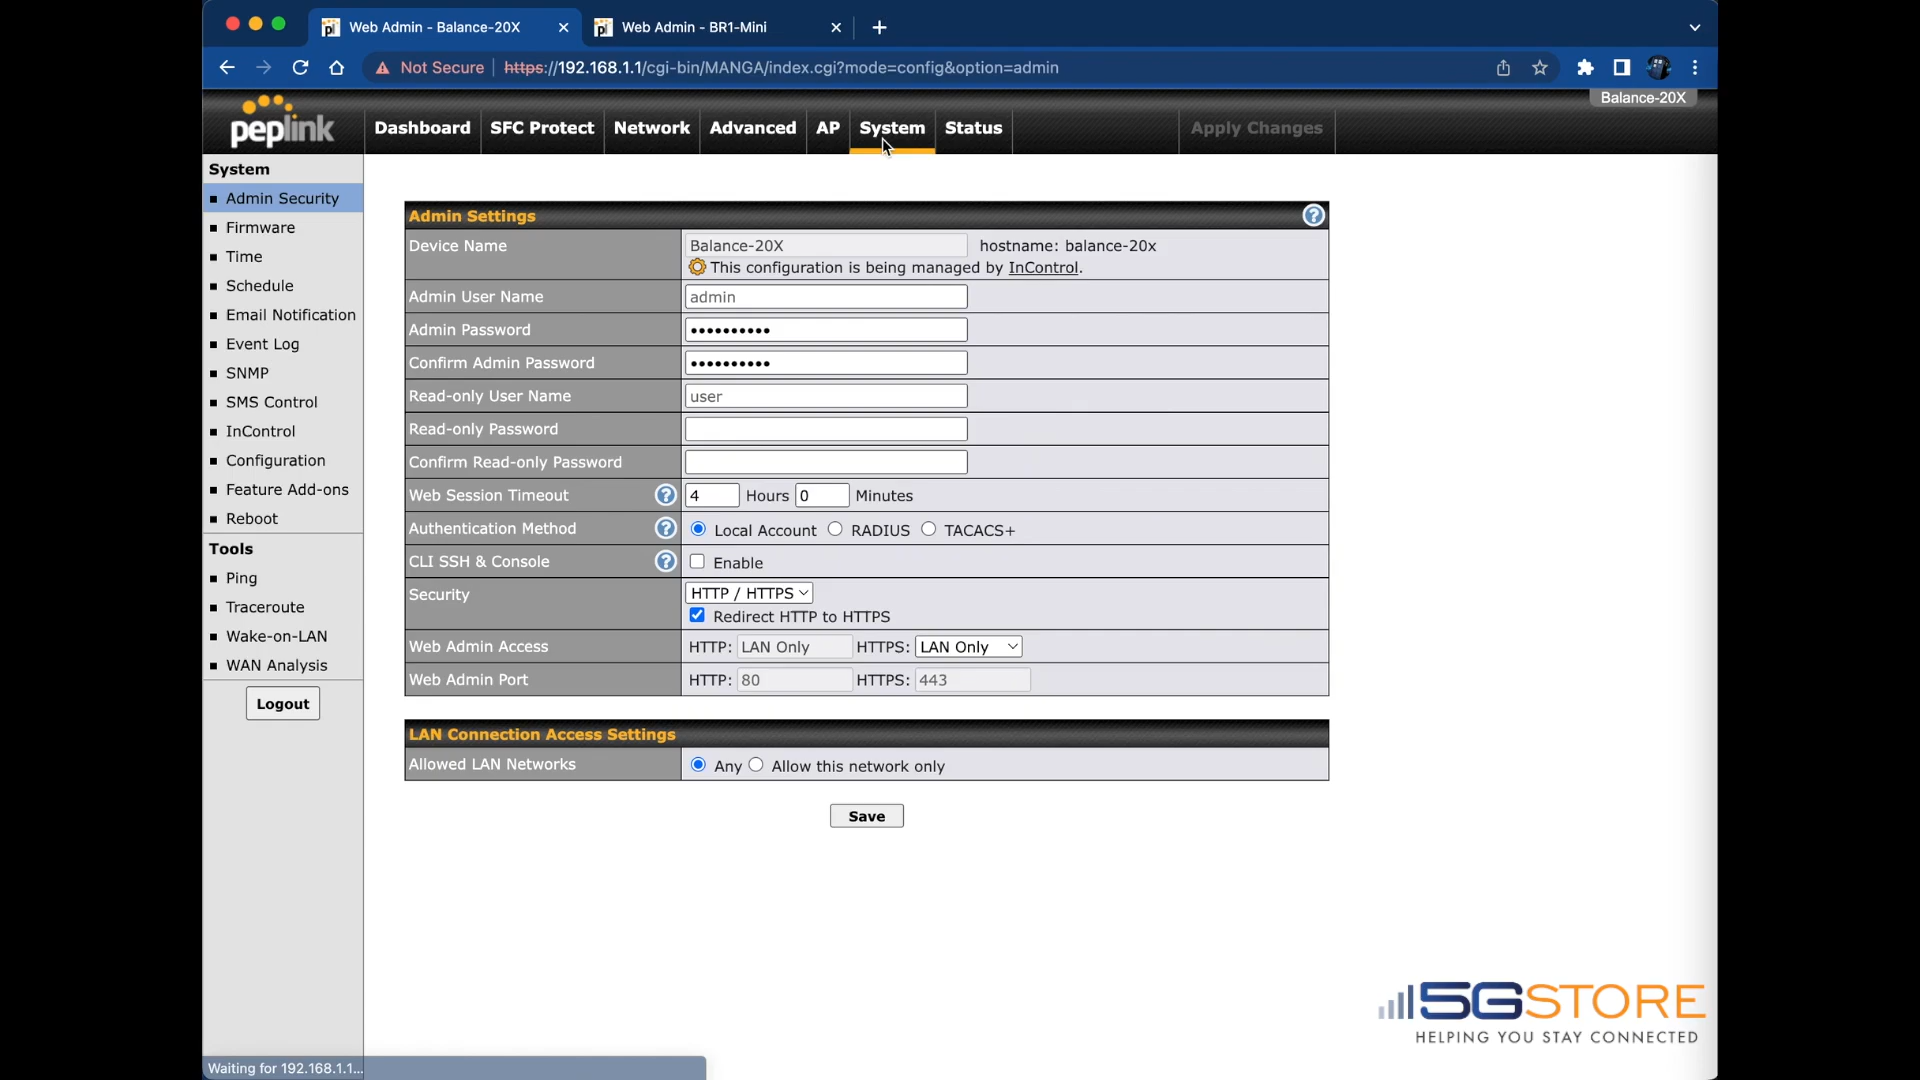 Web Admin - Balance-20X
Web Admin - BR1-Mini
Not Secure | https://192.168.1.1/cgi-bin/MANGA/index.cgi?mode=config&option=admin
Balance-20X
peplink
Dashboard SFC Protect Network Advanced AP System Status Apply Changes
System
Admin Security
Firmware
Time
Schedule
Email Notification
Event Log
SNMP
SMS Control
InControl
Configuration
Feature Add-ons
Reboot
Tools
Ping
Traceroute
Wake-on-LAN
WAN Analysis
Logout
Admin Settings
Device Name Balance-20X hostname: balance-20x
This configuration is being managed by InControl.
Admin User Name admin
Admin Password ••••••••••
Confirm Admin Password ••••••••••
Read-only User Name user
Read-only Password
Confirm Read-only Password
Web Session Timeout 4 Hours 0 Minutes
Authentication Method Local Account RADIUS TACACS+
CLI SSH & Console Enable
Security HTTP / HTTPS
Redirect HTTP to HTTPS
Web Admin Access HTTP: LAN Only HTTPS: LAN Only
Web Admin Port HTTP: 80 HTTPS: 443
LAN Connection Access Settings
Allowed LAN Networks Any Allow this network only
Save
5GSTORE
HELPING YOU STAY CONNECTED
Waiting for 192.168.1.1...